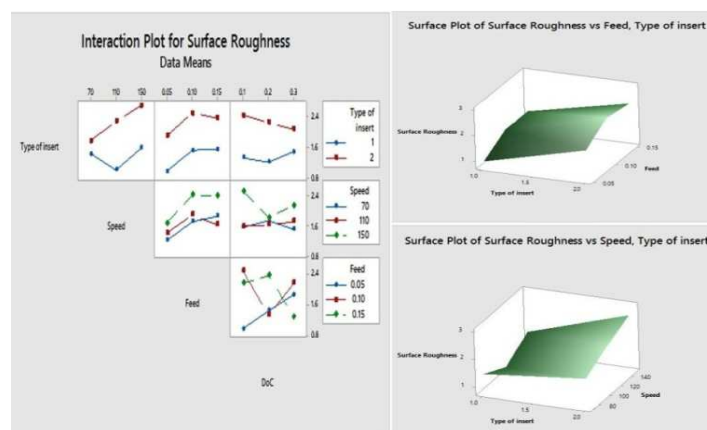 Interaction Plot for Surface Roughness
Data Means
70 110 150 0.05 0.10 0.15 0.1 0.2 0.3
Type of insert
2.4
1.6
0.8
Type of
insert
1
2
Speed
2.4
1.6
0.8
Speed
70
110
150
Feed
2.4
1.6
0.8
Feed
0.05
0.10
0.15
DoC
Surface Plot of Surface Roughness vs Feed, Type of insert
3
Surface Roughness 2
1
1.0
1.5
2.0
Type of insert
0.05
0.10
0.15
Feed
Surface Plot of Surface Roughness vs Speed, Type of insert
3
Surface Roughness 2
1
1.0
1.5
2.0
Type of insert
80
100
120
140
Speed